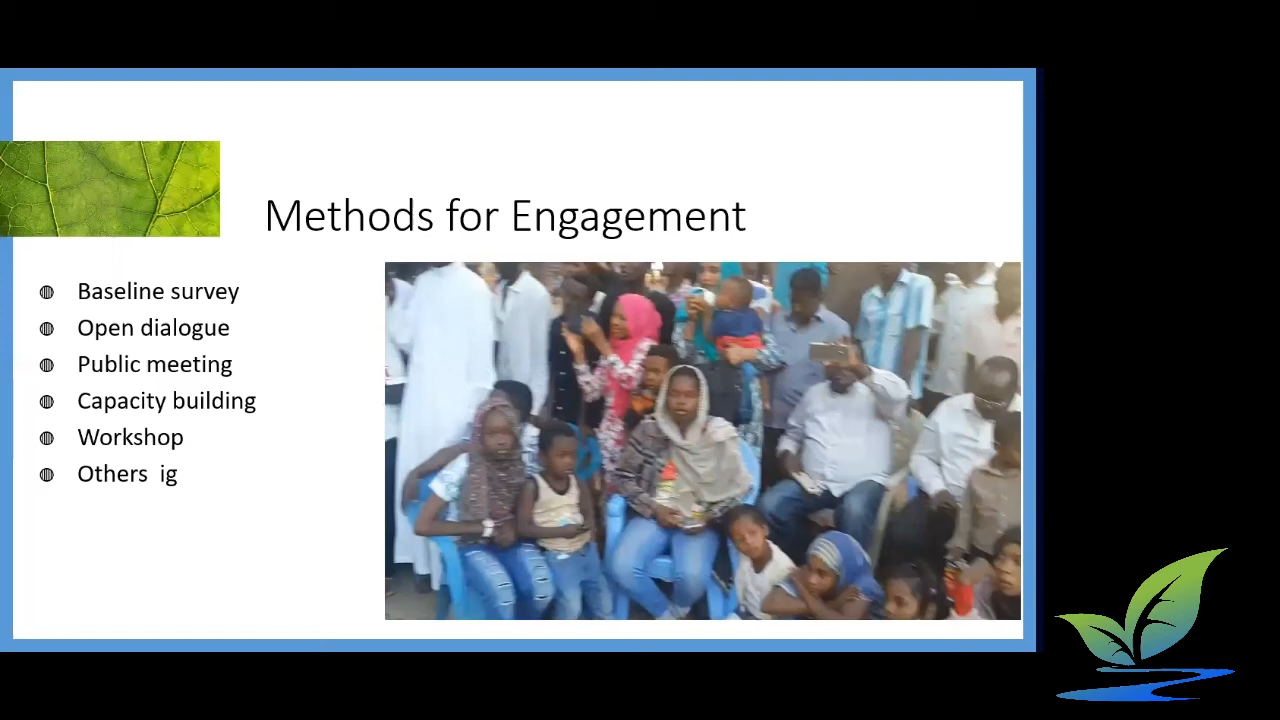 Methods for Engagement
Baseline survey
Open dialogue
Public meeting
Capacity building
Workshop
Others  ig